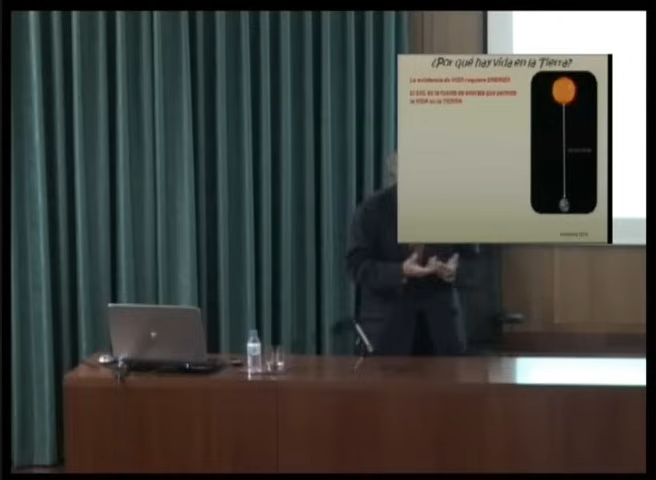 ¿Por qué hay vida en la Tierra?
La existencia de VIDA requiere ENERGÍA
El SOL es la fuente de energía que permite
la VIDA en la TIERRA